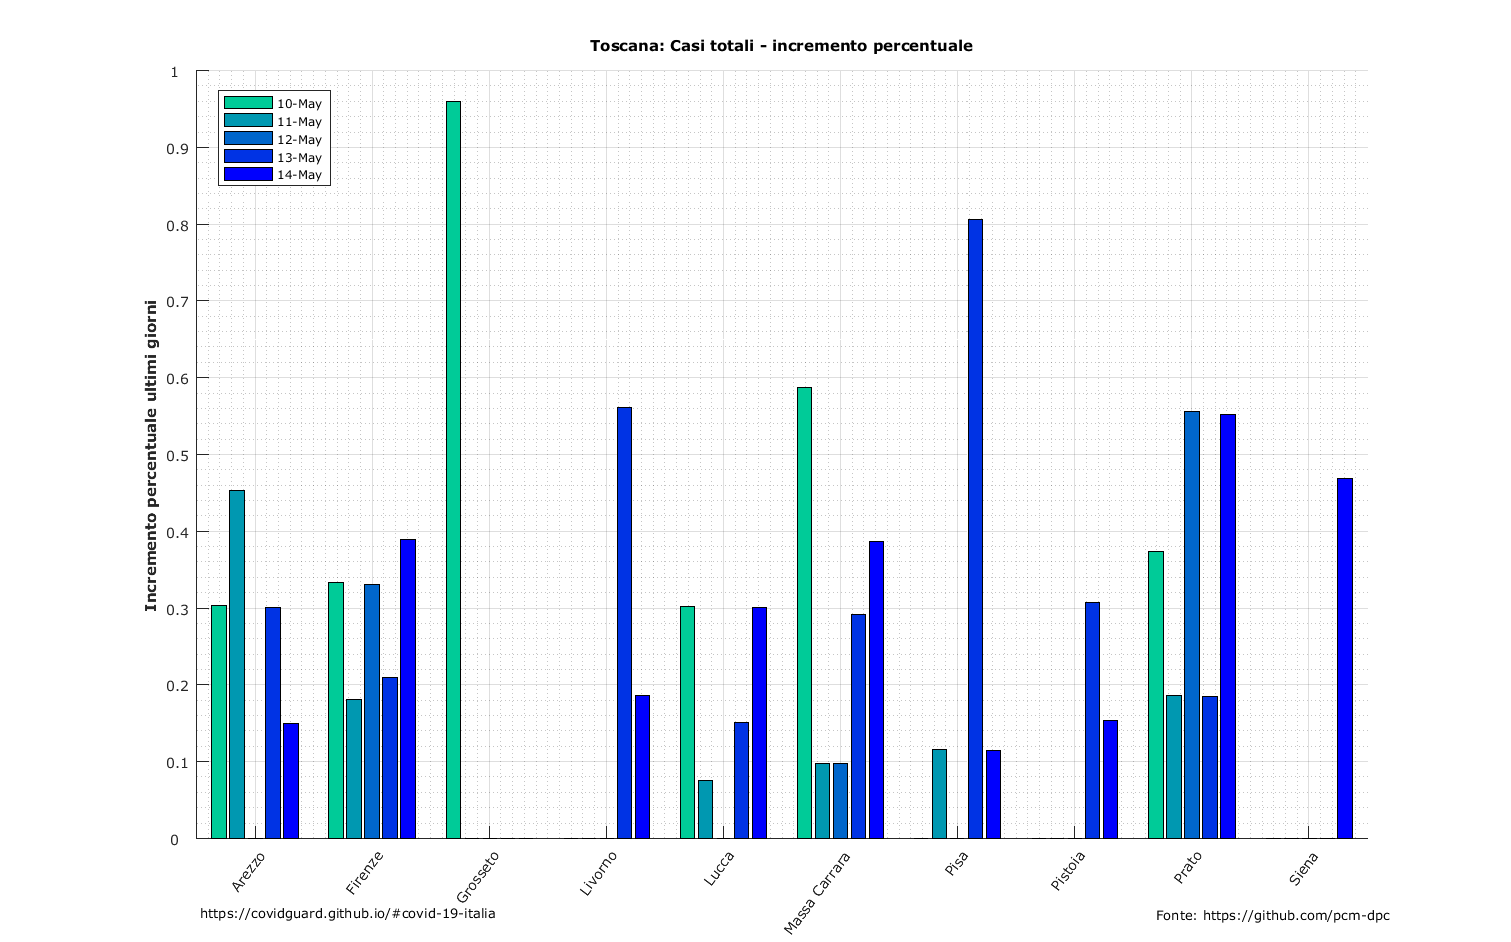 Toscana: Casi totali - incremento percentuale
1
0.9
0.8
0.7
0.6
0.5
0.4
0.3
0.2
0.1
0
Incremento percentuale ultimi giorni
10-May
11-May
12-May
13-May
14-May
Arezzo
Firenze
Grosseto
Livorno
Lucca
Massa Carrara
Pisa
Pistoia
Prato
Siena
https://covidguard.github.io/#covid-19-italia
Fonte: https://github.com/pcm-dpc